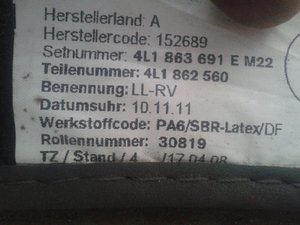 Herstellerland: A
Herstellercode: 152689
Setnummer: 4L1 863 691 E M22
Teilenummer: 4L1 862 560
Benennung: LL-RV
Datumsuhr: 10.11.11
Werkstoffcode: PA6/SBR-Latex/DF
Rollennummer: 30819
TZ / Stand / 4 /17.04.08